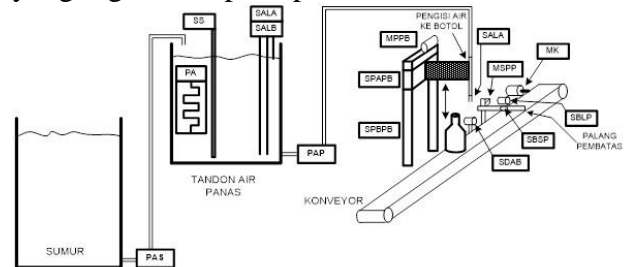 SS
SALA
SALB
PA
PAP
TANDON AIR
PANAS
SUMUR
PAS
PENGISI AIR
KE BOTOL
MPPB
SALA
MK
MSPP
SPAPB
SPBPB
SBLP
PALANG
PEMBATAS
SBSP
SDAB
KONVEYOR